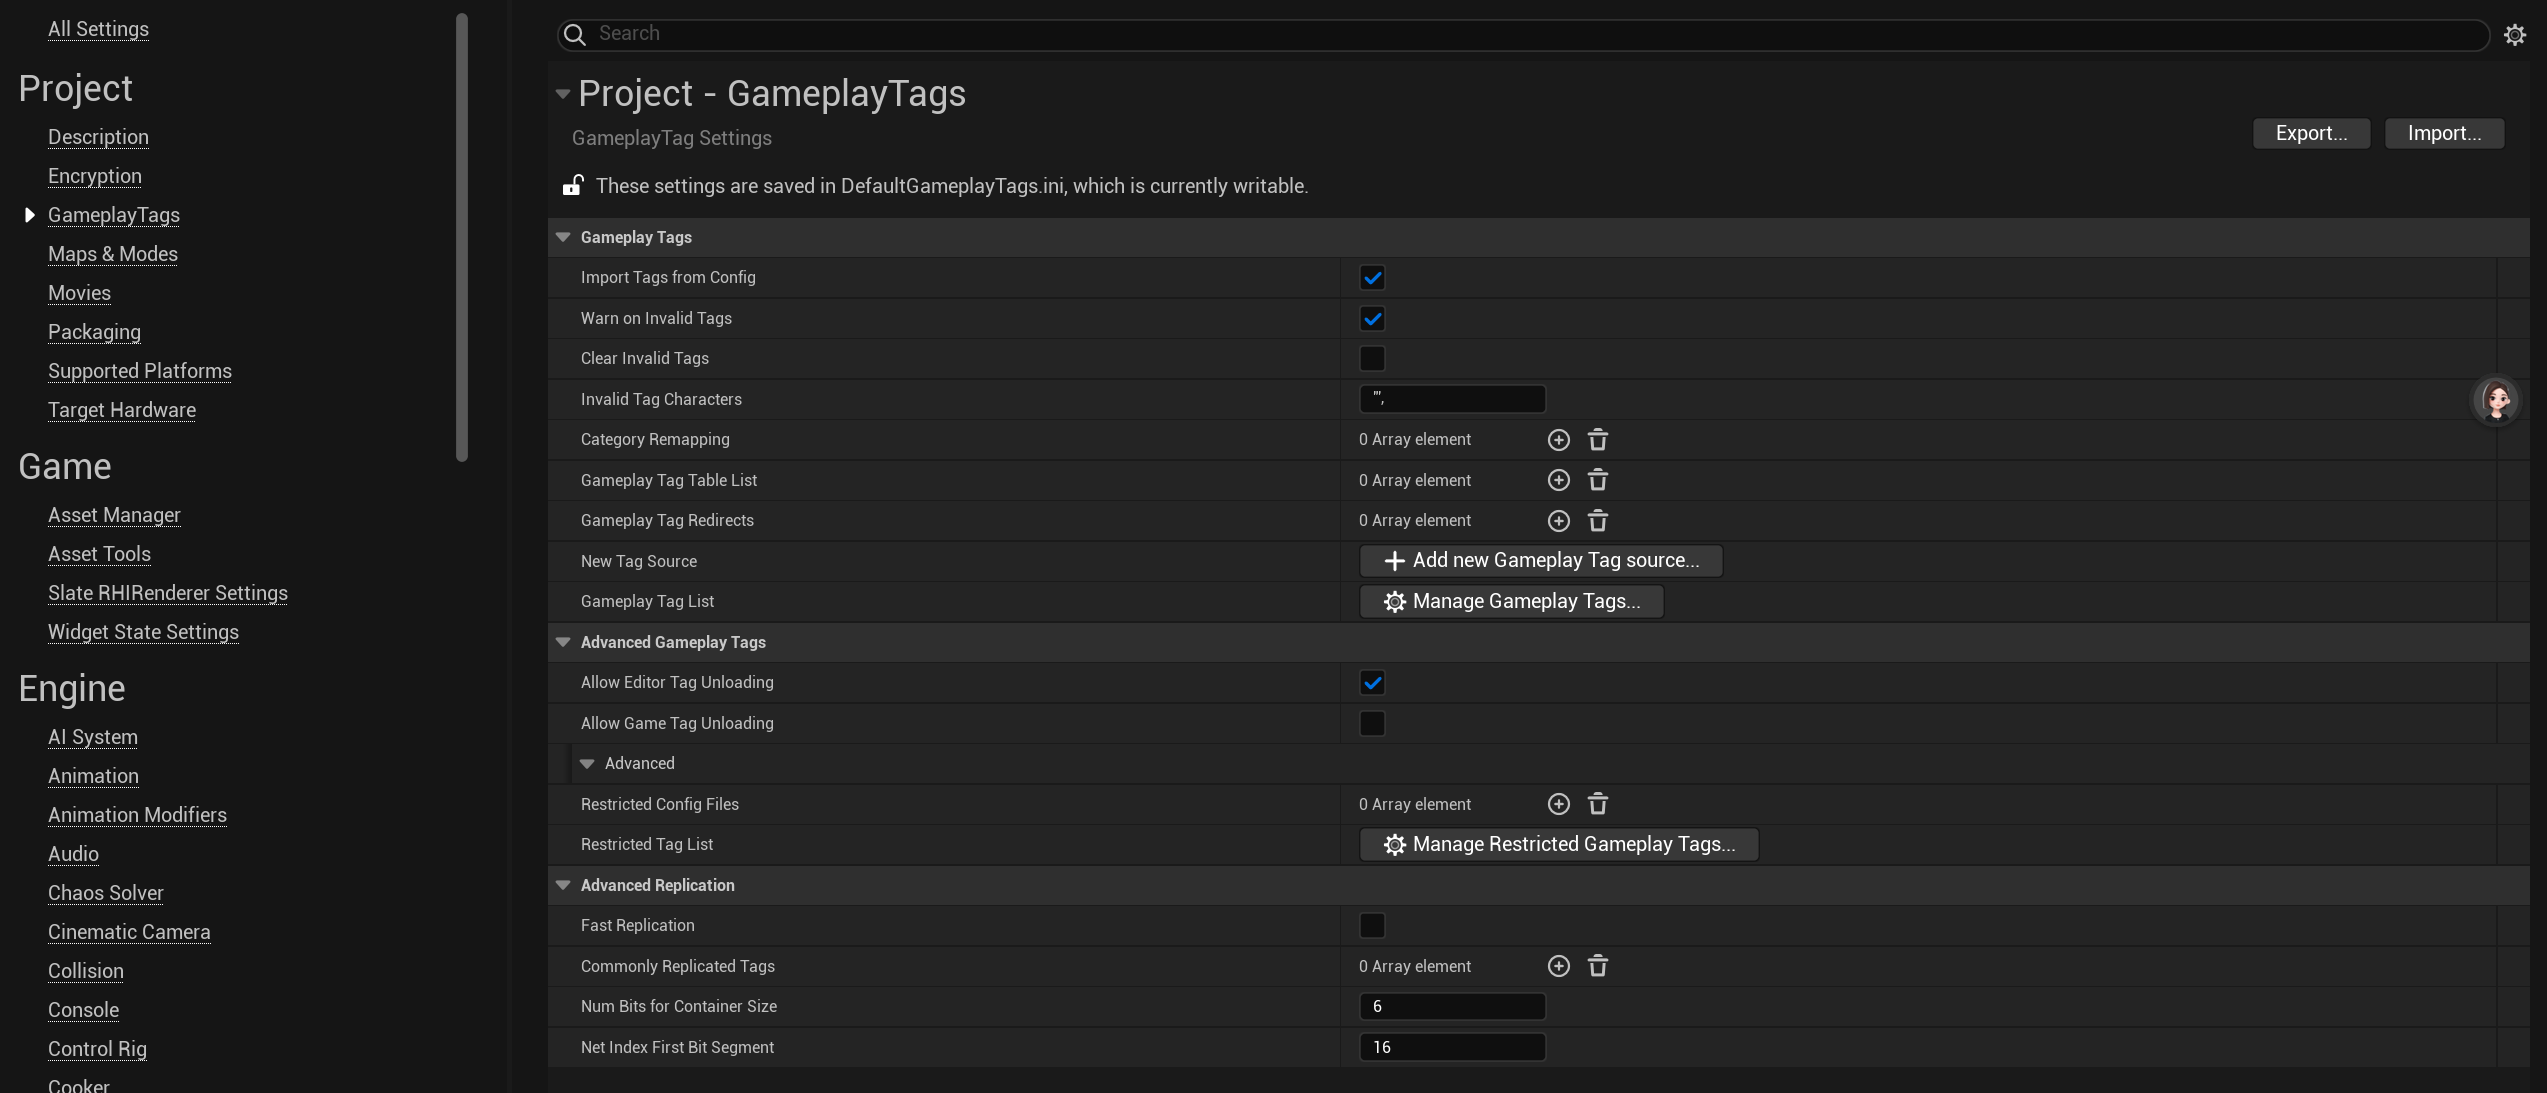 All Settings
Project
Description
Encryption
GameplayTags
Maps & Modes
Movies
Packaging
Supported Platforms
Target Hardware
Game
Asset Manager
Asset Tools
Slate RHIRenderer Settings
Widget State Settings
Engine
AI System
Animation
Animation Modifiers
Audio
Chaos Solver
Cinematic Camera
Collision
Console
Control Rig
Cooker
Search
Project - GameplayTags
GameplayTag Settings
Export...
Import...
These settings are saved in DefaultGameplayTags.ini, which is currently writable.
Gameplay Tags
Import Tags from Config
Warn on Invalid Tags
Clear Invalid Tags
Invalid Tag Characters "',
Category Remapping 0 Array element
Gameplay Tag Table List 0 Array element
Gameplay Tag Redirects 0 Array element
New Tag Source Add new Gameplay Tag source...
Gameplay Tag List Manage Gameplay Tags...
Advanced Gameplay Tags
Allow Editor Tag Unloading
Allow Game Tag Unloading
Advanced
Restricted Config Files 0 Array element
Restricted Tag List Manage Restricted Gameplay Tags...
Advanced Replication
Fast Replication
Commonly Replicated Tags 0 Array element
Num Bits for Container Size 6
Net Index First Bit Segment 16